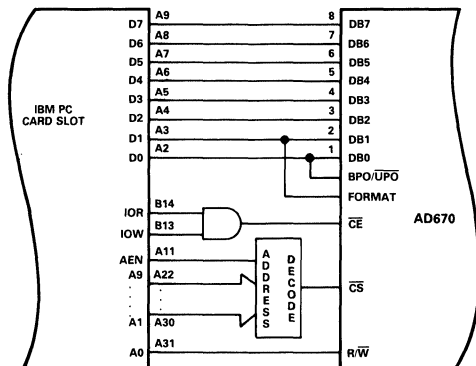 D7 A9 8 DB7
D6 A8 7 DB6
D5 A7 6 DB5
D4 A6 5 DB4
D3 A5 4 DB3
D2 A4 3 DB2
D1 A3 2 DB1
D0 A2 1 DB0
IBM PC
CARD SLOT
BPO/UPO
FORMAT
AD670
IOR B14
IOW B13
CE
AEN A11
A9 A22
A1 A30
ADDRESS
DECODE
CS
A0 A31 R/W